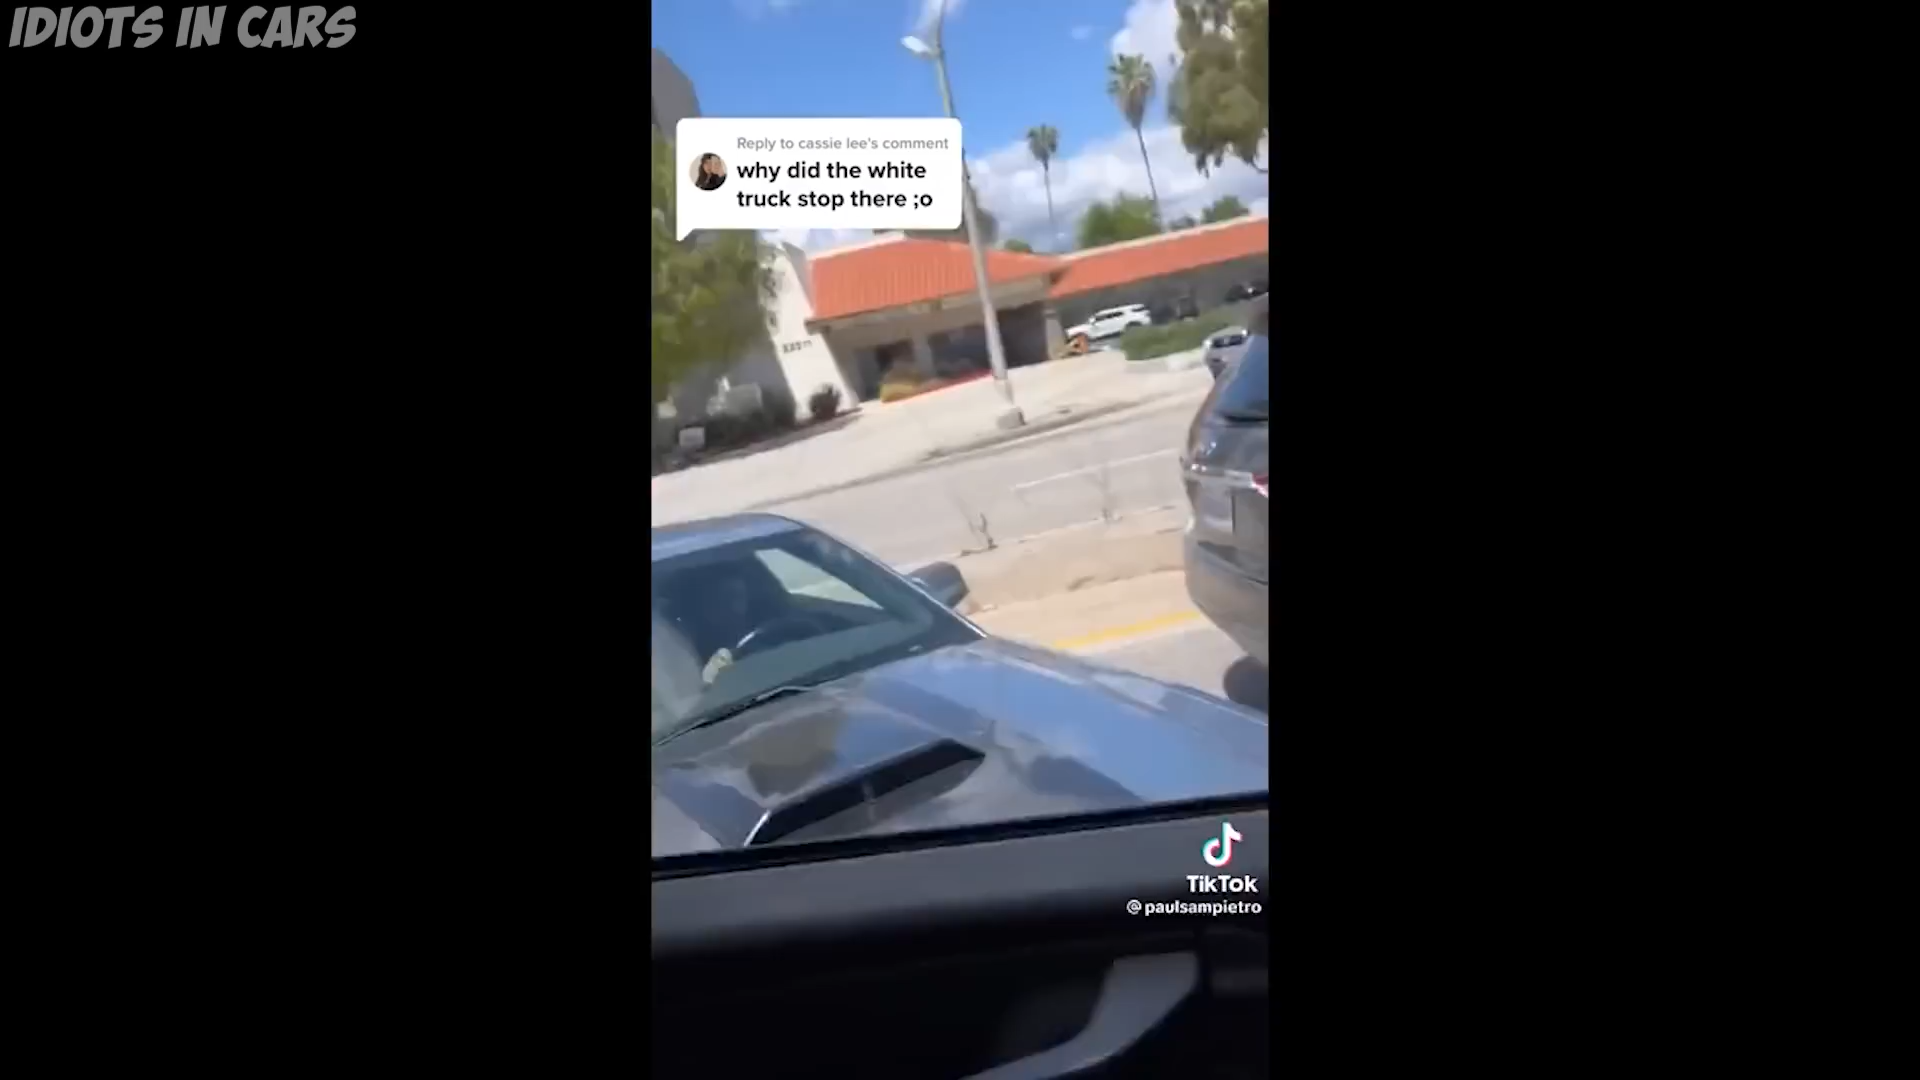 IDIOTS IN CARS
Reply to cassie lee's comment
why did the white
truck stop there ;o
TikTok
@paulsampietro